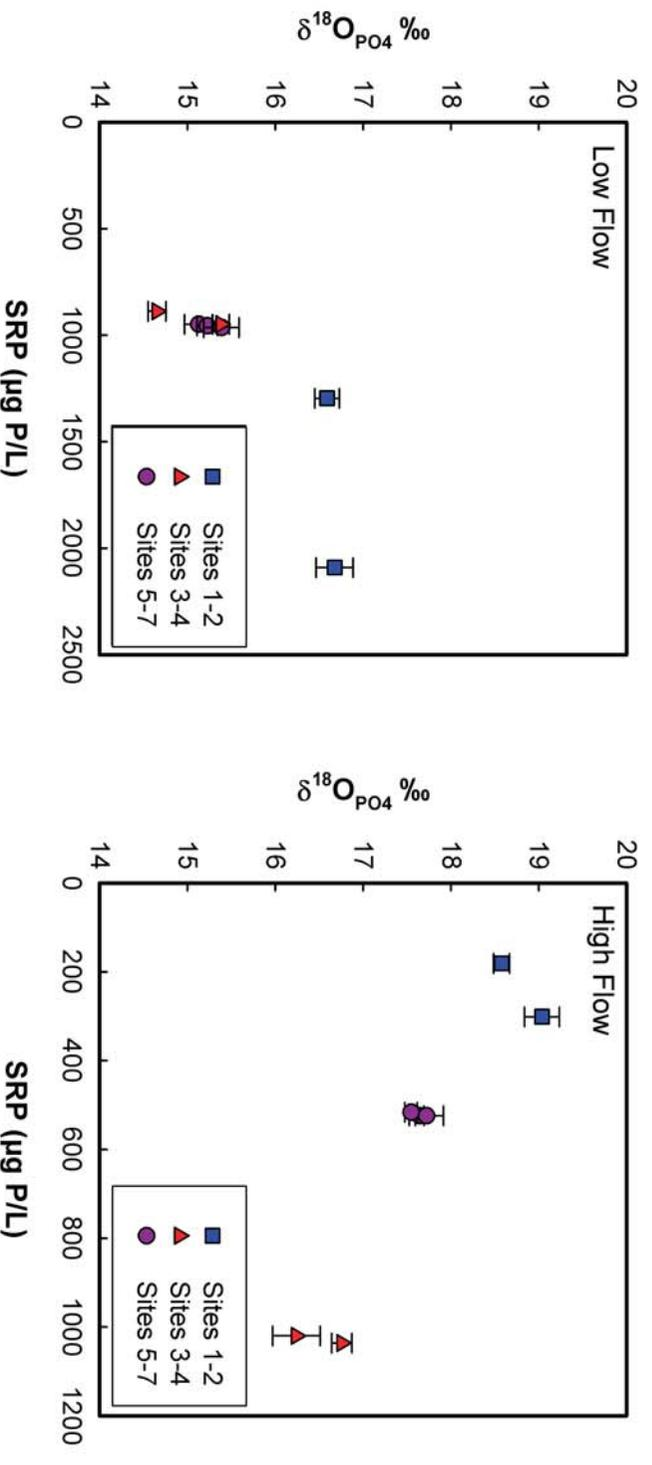 Low Flow
δ¹⁸O_PO4 ‰
20
19
18
17
16
15
14
0
500
1000
1500
2000
2500
SRP (µg P/L)
Sites 1-2
Sites 3-4
Sites 5-7
High Flow
δ¹⁸O_PO4 ‰
20
19
18
17
16
15
14
0
200
400
600
800
1000
1200
SRP (µg P/L)
Sites 1-2
Sites 3-4
Sites 5-7